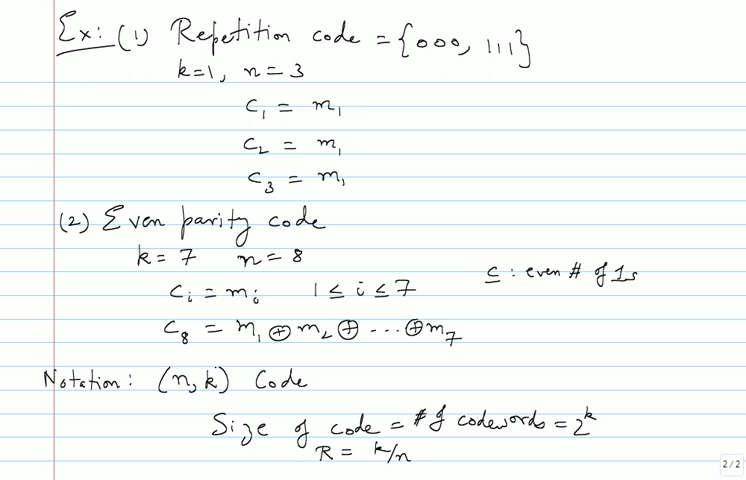 Ex: (1) Repetition code = {000, 111}
k=1, n = 3
c₁ = m₁
c₂ = m₁
c₃ = m₁
(2) Even parity code
k = 7 n = 8
cᵢ = mᵢ 1 ≤ i ≤ 7
c : even # of 1s
c₈ = m₁ ⊕ m₂ ⊕ ... ⊕ m₇
Notation: (n, k) Code
Size of code = # of codewords = 2ᵏ
R = k/n
2/2